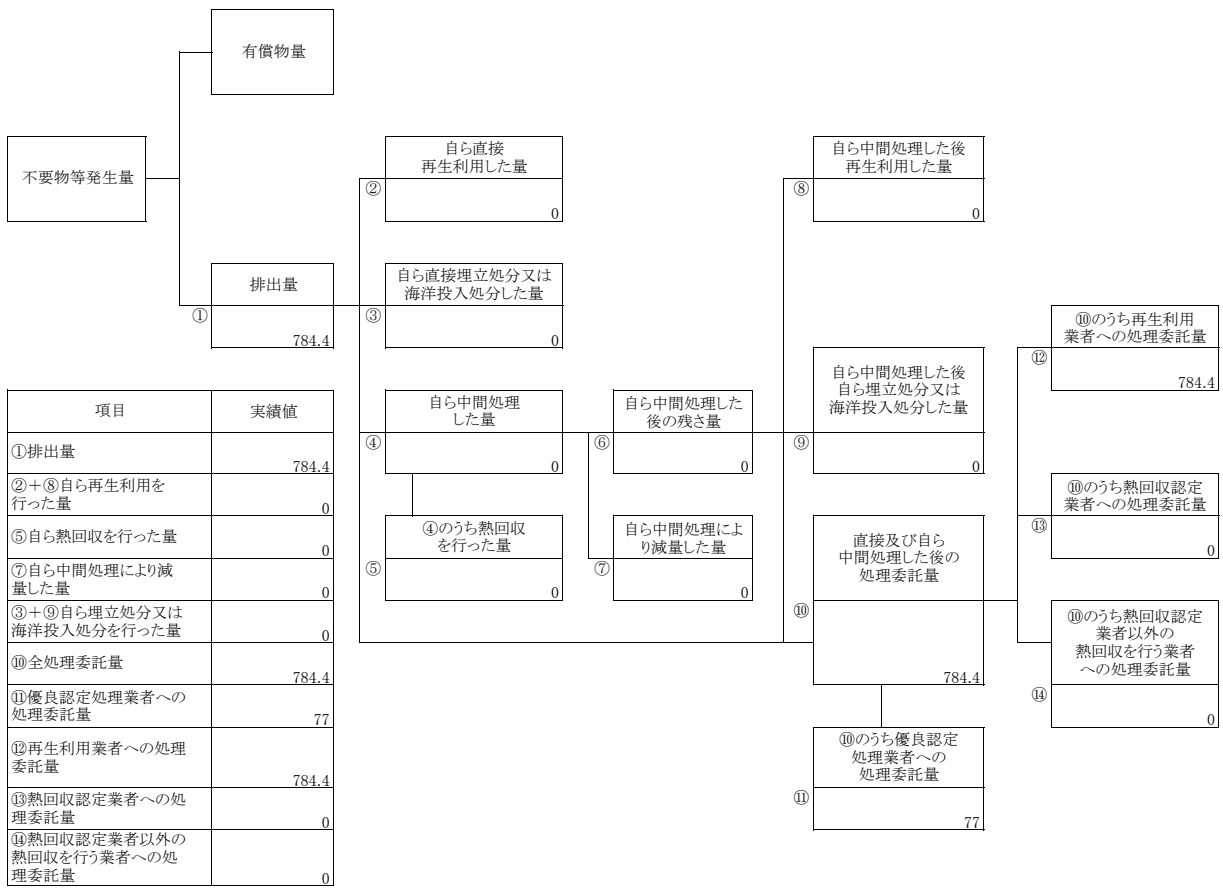 有償物量
不要物等発生量
排出量
①
784.4
自ら直接
再生利用した量
②
0
自ら直接埋立処分又は
海洋投入処分した量
③
0
自ら中間処理
した量
④
0
④のうち熱回収
を行った量
⑤
0
自ら中間処理した
後の残さ量
⑥
0
自ら中間処理によ
り減量した量
⑦
0
自ら中間処理した後
再生利用した量
⑧
0
自ら中間処理した後
自ら埋立処分又は
海洋投入処分した量
⑨
0
直接及び自ら
中間処理した後の
処理委託量
⑩
784.4
⑩のうち優良認定
処理業者への
処理委託量
⑪
77
⑩のうち再生利用
業者への処理委託量
⑫
784.4
⑩のうち熱回収認定
業者への処理委託量
⑬
0
⑩のうち熱回収認定
業者以外の
熱回収を行う業者
への処理委託量
⑭
0
項目 実績値
①排出量
784.4
②+⑧自ら再生利用を
行った量
0
⑤自ら熱回収を行った量
0
⑦自ら中間処理により減
量した量
0
③+⑨自ら埋立処分又は
海洋投入処分を行った量
0
⑩全処理委託量
784.4
⑪優良認定処理業者への
処理委託量
77
⑫再生利用業者への処理
委託量
784.4
⑬熱回収認定業者への処
理委託量
0
⑭熱回収認定業者以外の
熱回収を行う業者への処
理委託量
0